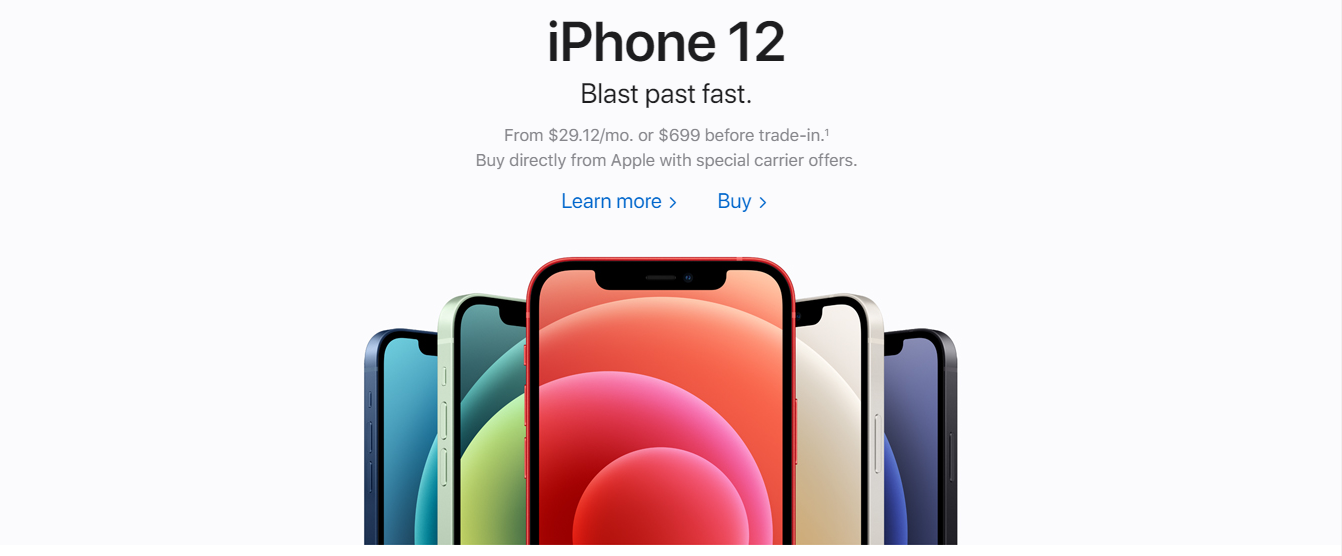 iPhone 12
Blast past fast.
From $29.12/mo. or $699 before trade-in.¹
Buy directly from Apple with special carrier offers.
Learn more > Buy >